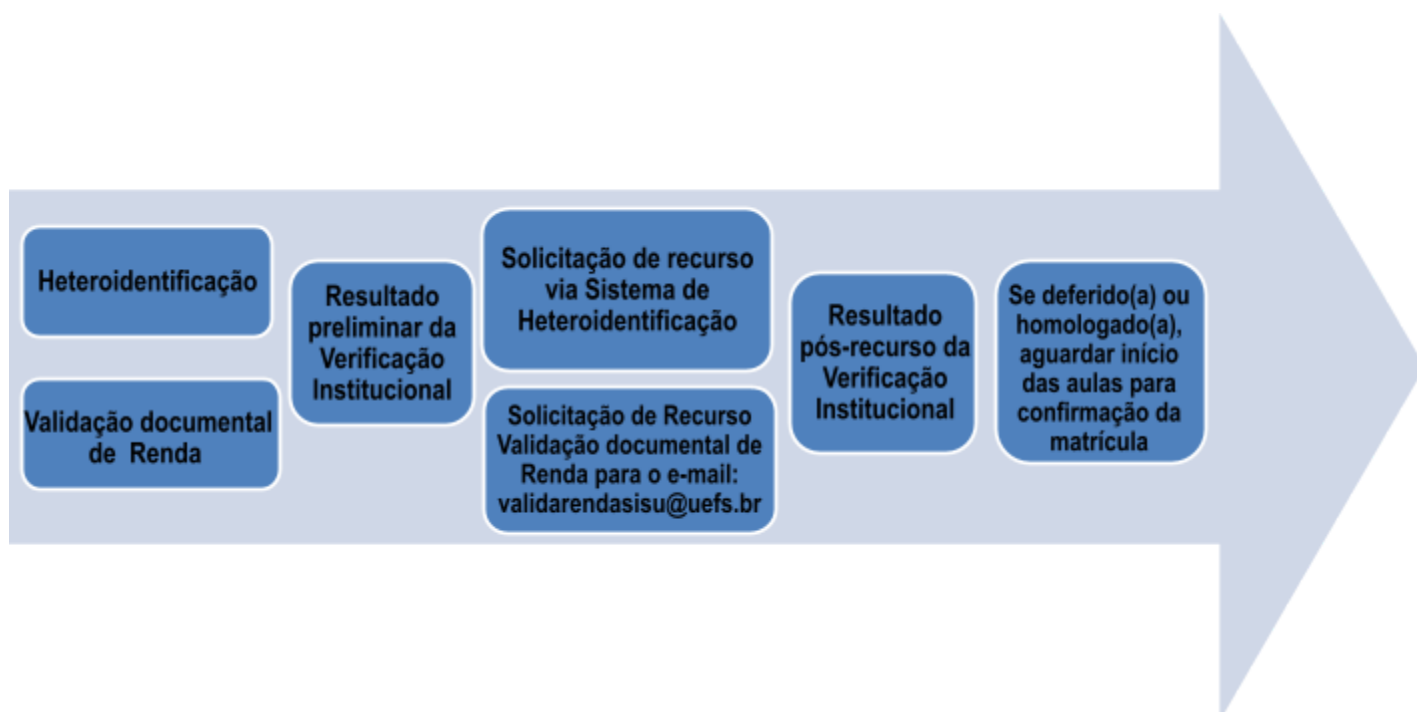 Heteroidentificação
Validação documental
de Renda
Resultado
preliminar da
Verificação
Institucional
Solicitação de recurso
via Sistema de
Heteroidentificação
Solicitação de Recurso
Validação documental de
Renda para o e-mail:
validarendasisu@uefs.br
Resultado
pós-recurso da
Verificação
Institucional
Se deferido(a) ou
homologado(a),
aguardar início
das aulas para
confirmação da
matrícula